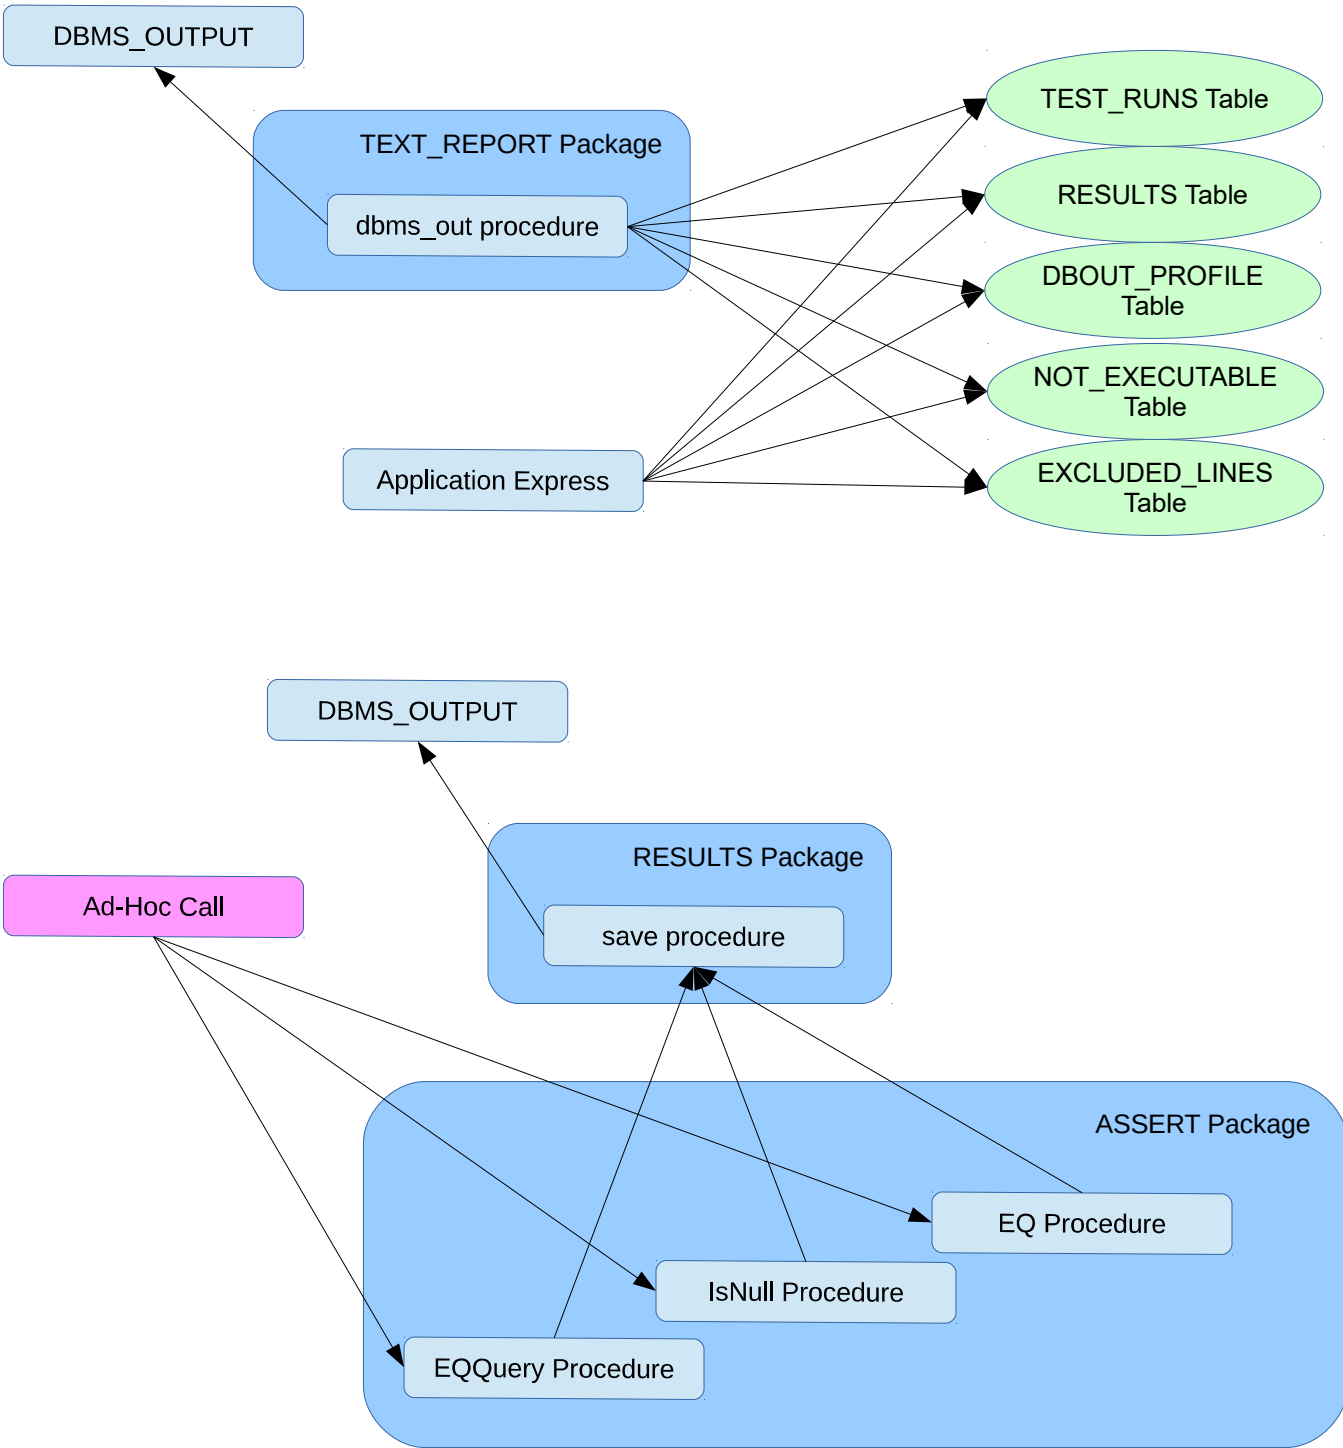 DBMS_OUTPUT
TEXT_REPORT Package
dbms_out procedure
Application Express
TEST_RUNS Table
RESULTS Table
DBOUT_PROFILE
Table
NOT_EXECUTABLE
Table
EXCLUDED_LINES
Table
DBMS_OUTPUT
RESULTS Package
save procedure
Ad-Hoc Call
ASSERT Package
EQ Procedure
IsNull Procedure
EQQuery Procedure